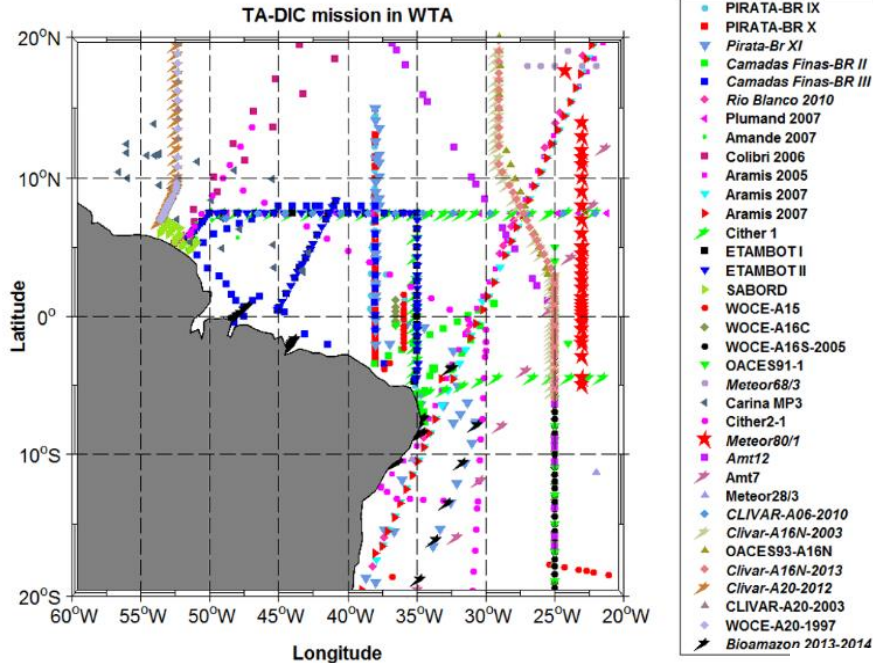 TA-DIC mission in WTA
20°N
10°N
0°
10°S
20°S
Latitude
60°W 55°W 50°W 45°W 40°W 35°W 30°W 25°W 20°W
Longitude
PIRATA-BR IX
PIRATA-BR X
Pirata-Br XI
Camadas Finas-BR II
Camadas Finas-BR III
Rio Blanco 2010
Plumand 2007
Amande 2007
Colibri 2006
Aramis 2005
Aramis 2007
Aramis 2007
Cither 1
ETAMBOT I
ETAMBOT II
SABORD
WOCE-A15
WOCE-A16C
WOCE-A16S-2005
OACES91-1
Meteor68/3
Carina MP3
Cither2-1
Meteor80/1
Amt12
Amt7
Meteor28/3
CLIVAR-A06-2010
Clivar-A16N-2003
OACES93-A16N
Clivar-A16N-2013
Clivar-A20-2012
CLIVAR-A20-2003
WOCE-A20-1997
Bioamazon 2013-2014